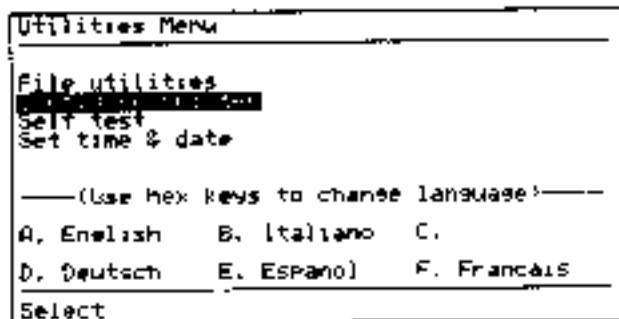 Utilities Menu
File utilities
Self test
Set time & date
(Use hex keys to change language)
A. English B. Italiano C.
D. Deutsch E. Espanol F. Francais
Select